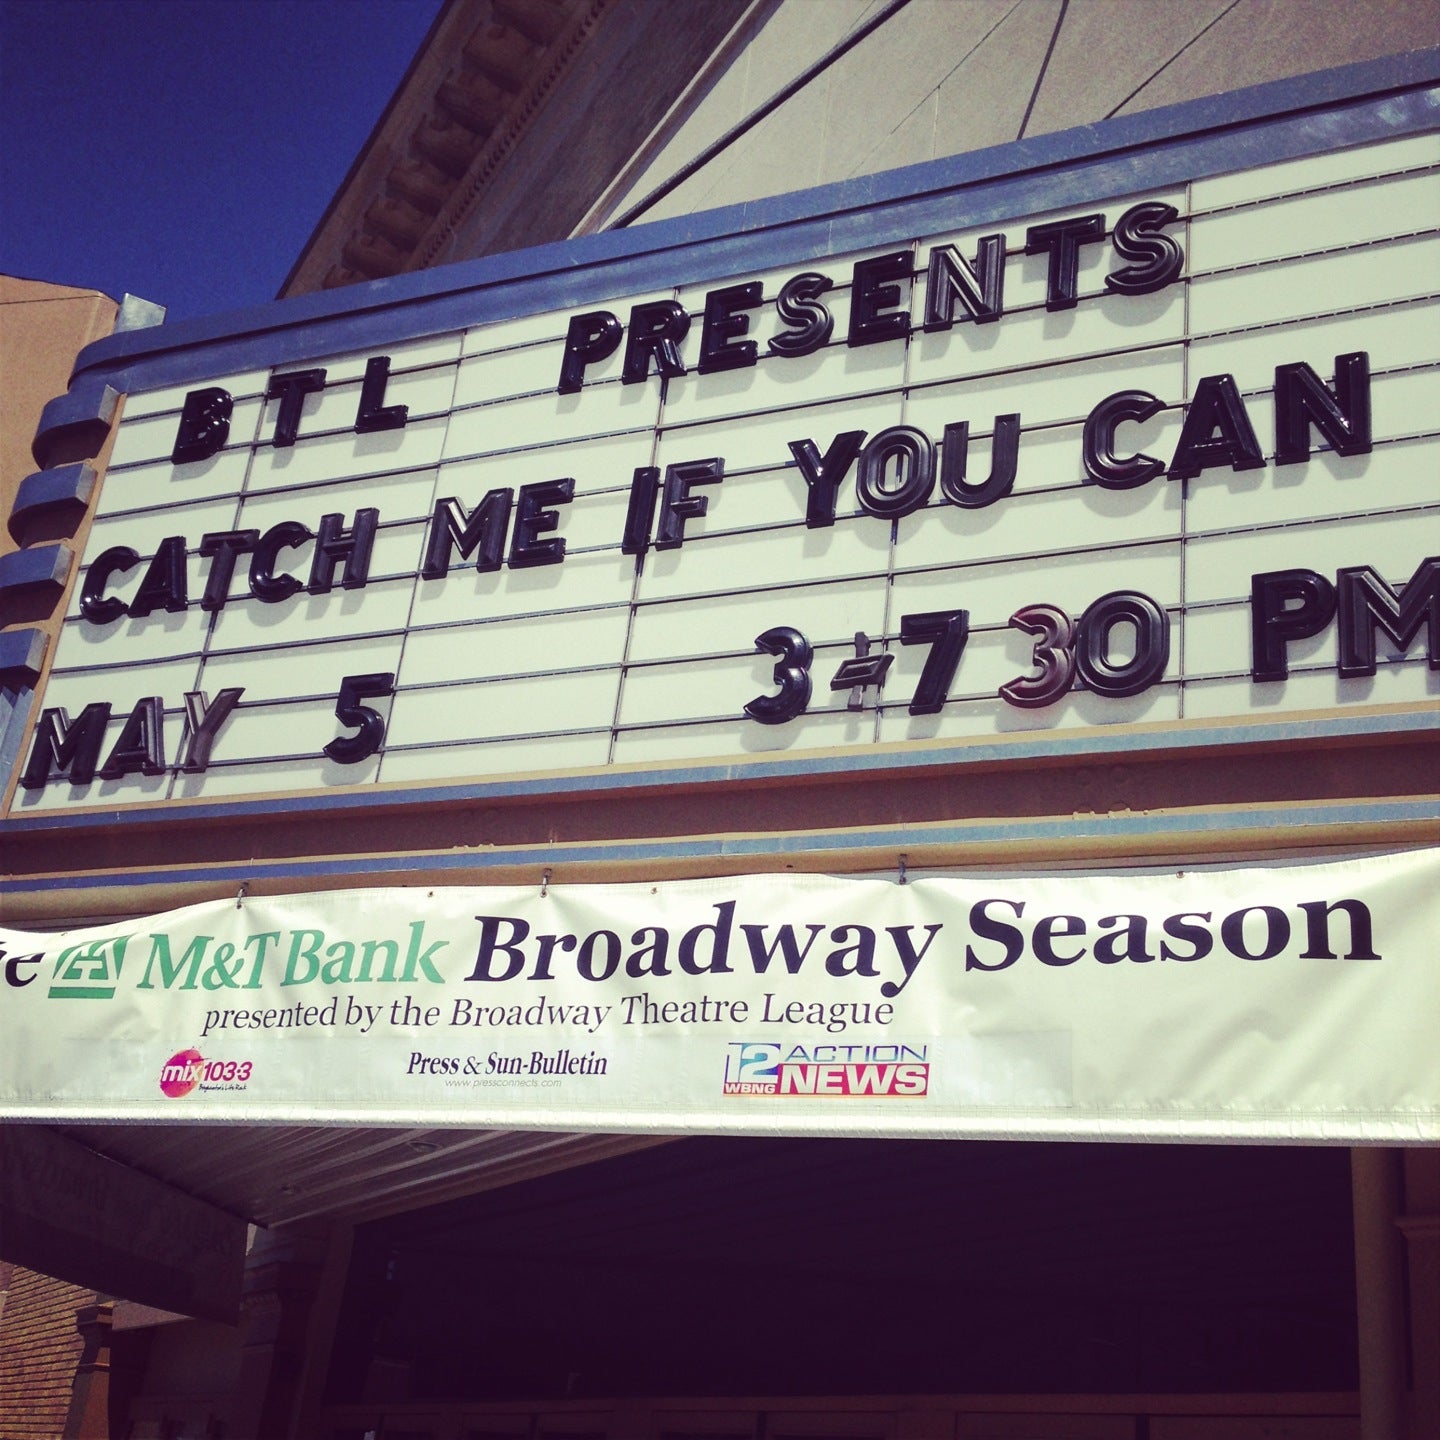 BTL PRESENTS
CATCH ME IF YOU CAN
MAY 5 3+7 30 PM
M&T Bank Broadway Season
presented by the Broadway Theatre League
mix 103.3
Press & Sun-Bulletin
www.pressconnects.com
12 ACTION
WBNG NEWS